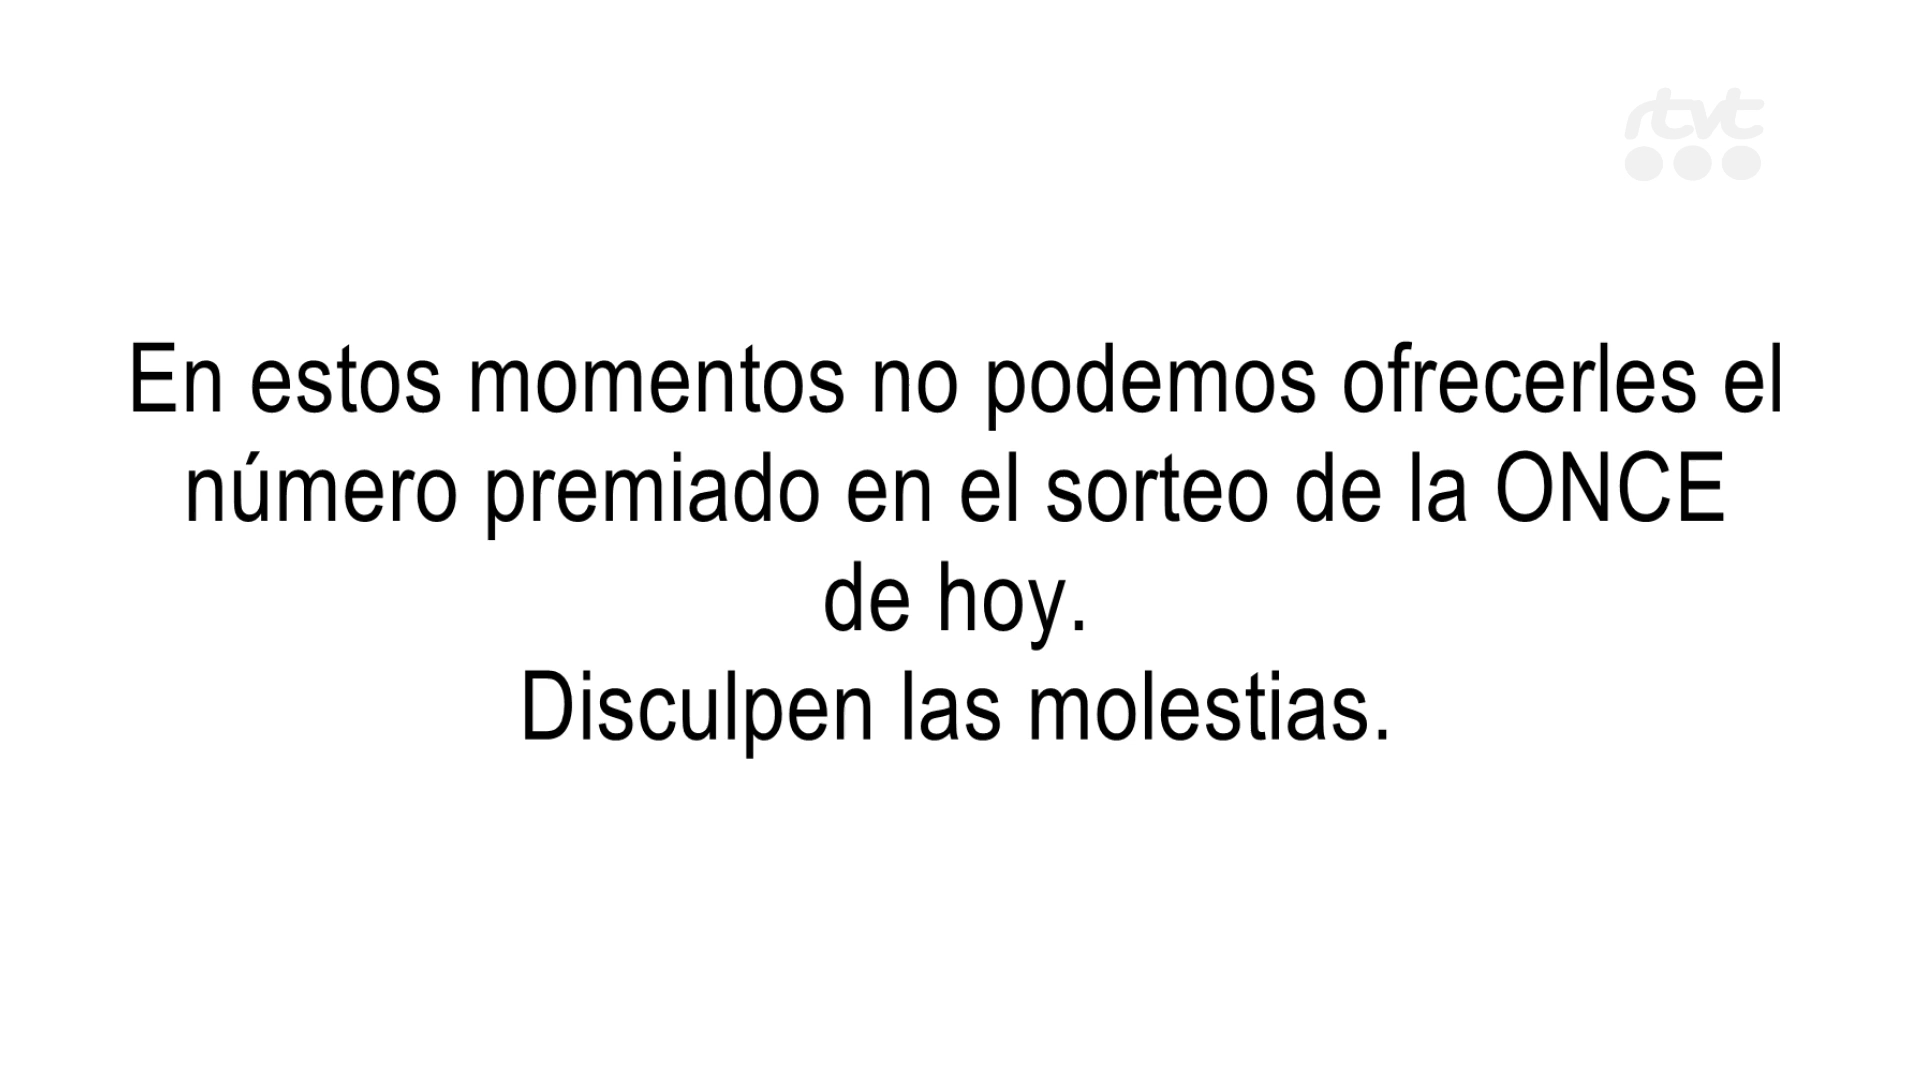 rtvt
En estos momentos no podemos ofrecerles el
número premiado en el sorteo de la ONCE
de hoy.
Disculpen las molestias.